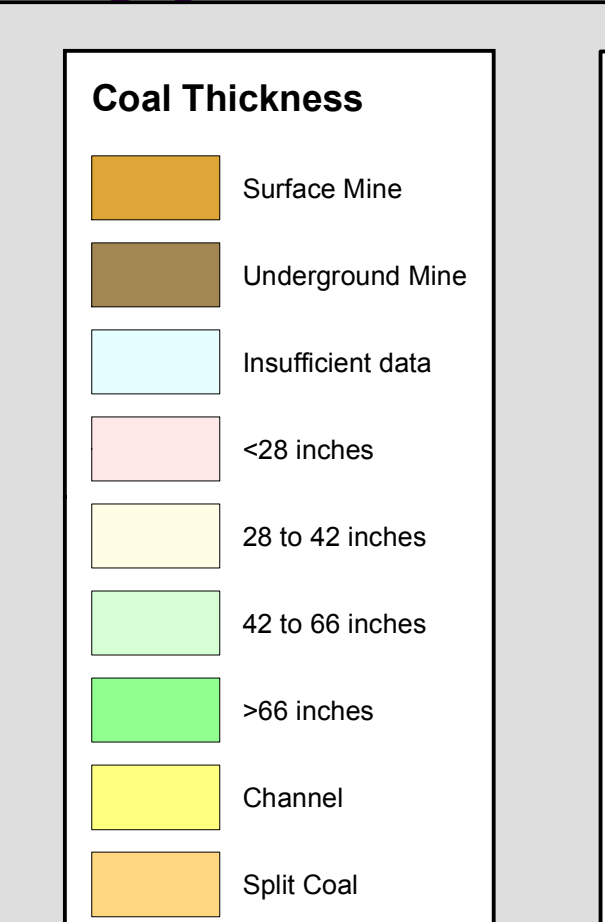 Coal Thickness
Surface Mine
Underground Mine
Insufficient data
<28 inches
28 to 42 inches
42 to 66 inches
>66 inches
Channel
Split Coal